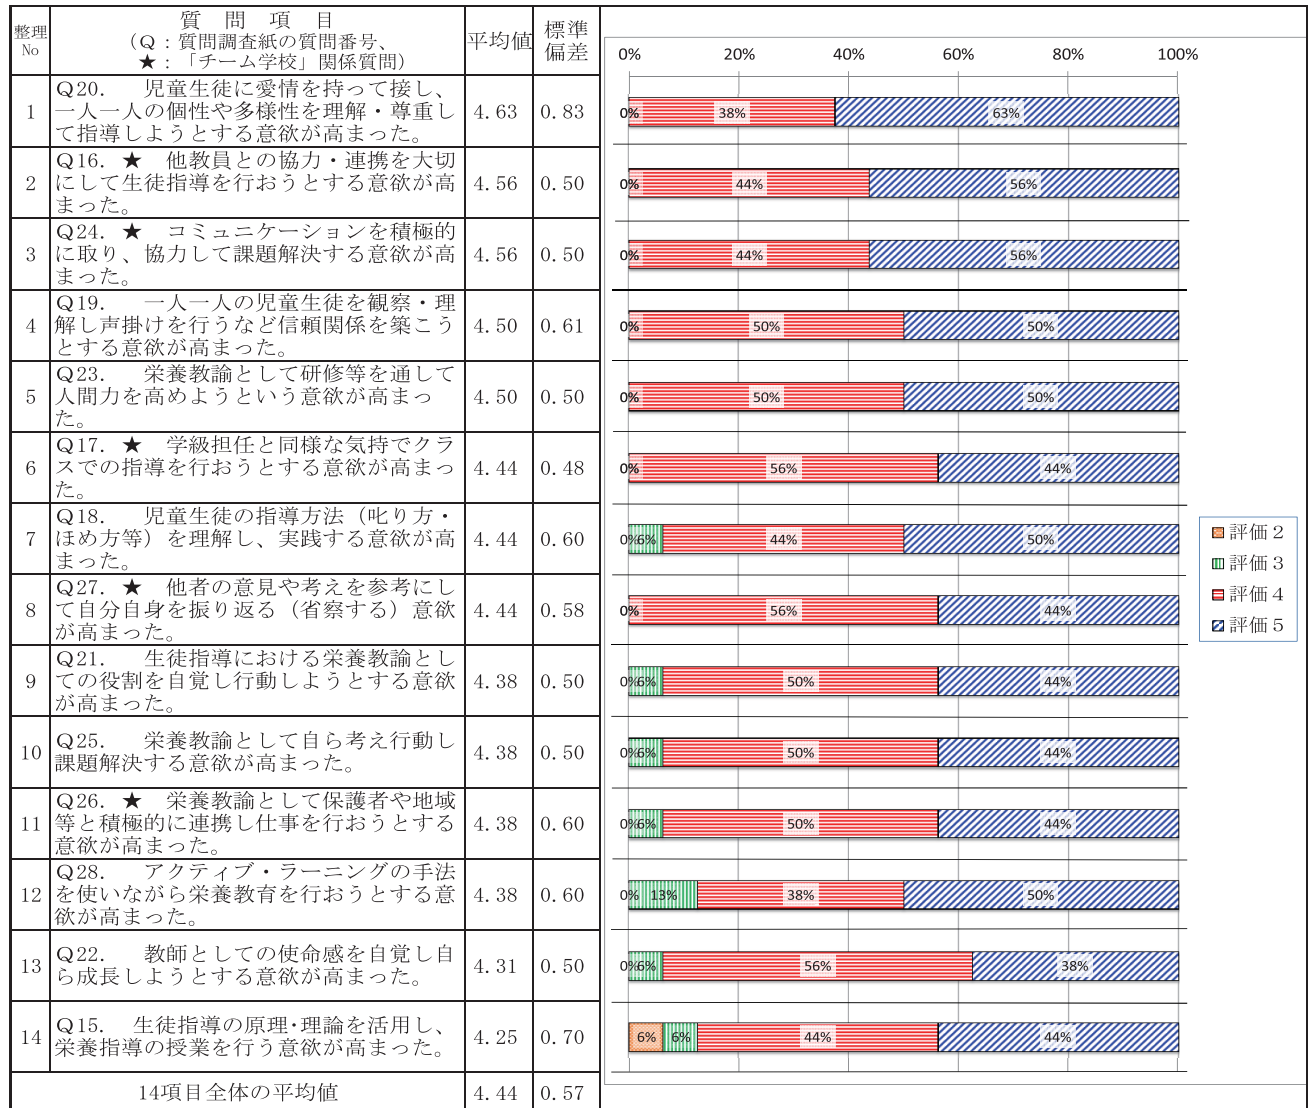 整理
No
質 問 項 目
（Q：質問調査紙の質問番号、
★：「チーム学校」関係質問）
平均値
標準
偏差
0% 20% 40% 60% 80% 100%
1
Q20． 児童生徒に愛情を持って接し、
一人一人の個性や多様性を理解・尊重し
て指導しようとする意欲が高まった。
4.63 0.83
0% 38% 63%
2
Q16．★ 他教員との協力・連携を大切
にして生徒指導を行おうとする意欲が高
まった。
4.56 0.50
0% 44% 56%
3
Q24．★ コミュニケーションを積極的
に取り、協力して課題解決する意欲が高
まった。
4.56 0.50
0% 44% 56%
4
Q19． 一人一人の児童生徒を観察・理
解し声掛けを行うなど信頼関係を築こう
とする意欲が高まった。
4.50 0.61
0% 50% 50%
5
Q23． 栄養教諭として研修等を通して
人間力を高めようという意欲が高まっ
た。
4.50 0.50
0% 50% 50%
6
Q17．★ 学級担任と同様な気持でクラ
スでの指導を行おうとする意欲が高まっ
た。
4.44 0.48
0% 56% 44%
7
Q18． 児童生徒の指導方法（叱り方・
ほめ方等）を理解し、実践する意欲が高
まった。
4.44 0.60
0% 6% 44% 50%
8
Q27．★ 他者の意見や考えを参考にし
て自分自身を振り返る（省察する）意欲
が高まった。
4.44 0.58
0% 56% 44%
9
Q21． 生徒指導における栄養教諭とし
ての役割を自覚し行動しようとする意欲
が高まった。
4.38 0.50
0% 6% 50% 44%
10
Q25． 栄養教諭として自ら考え行動し
課題解決する意欲が高まった。
4.38 0.50
0% 6% 50% 44%
11
Q26．★ 栄養教諭として保護者や地域
等と積極的に連携し仕事を行おうとする
意欲が高まった。
4.38 0.60
0% 6% 50% 44%
12
Q28． アクティブ・ラーニングの手法
を使いながら栄養教育を行おうとする意
欲が高まった。
4.38 0.60
0% 13% 38% 50%
13
Q22． 教師としての使命感を自覚し自
ら成長しようとする意欲が高まった。
4.31 0.50
0% 6% 56% 38%
14
Q15． 生徒指導の原理･理論を活用し、
栄養指導の授業を行う意欲が高まった。
4.25 0.70
6% 6% 44% 44%
14項目全体の平均値
4.44 0.57
評価２
評価３
評価４
評価５